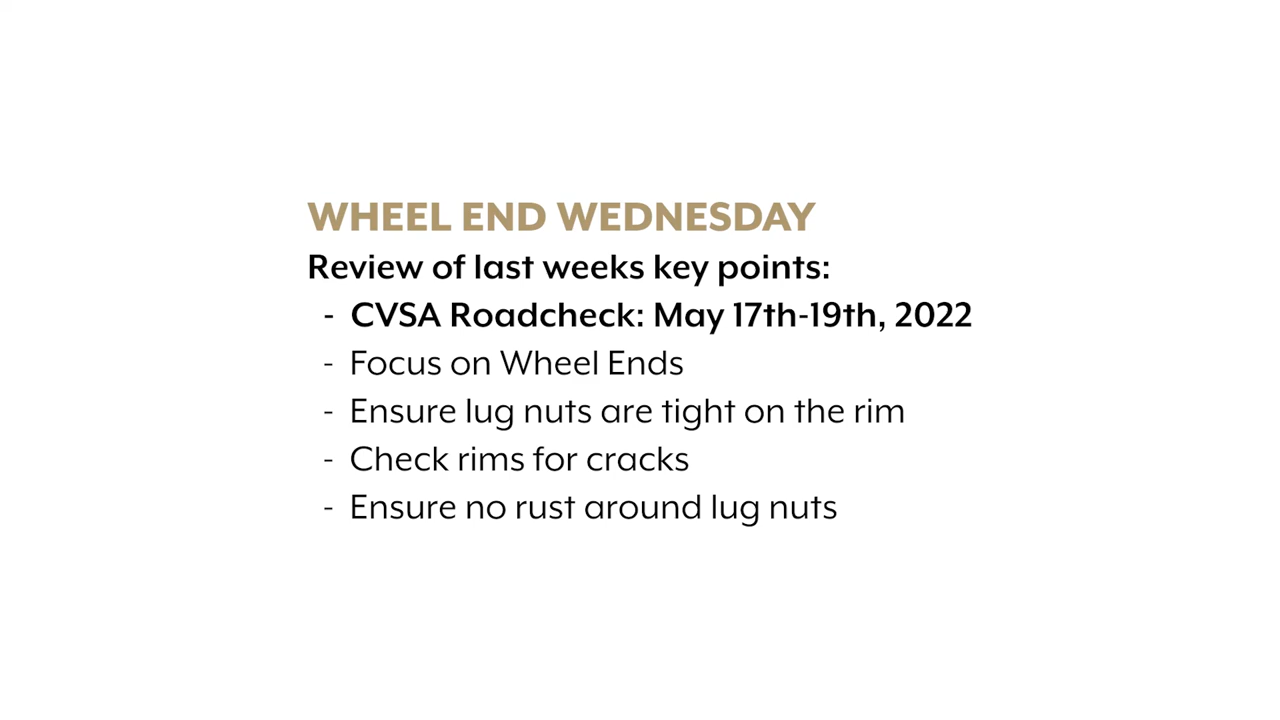 WHEEL END WEDNESDAY
Review of last weeks key points:
- CVSA Roadcheck: May 17th-19th, 2022
- Focus on Wheel Ends
- Ensure lug nuts are tight on the rim
- Check rims for cracks
- Ensure no rust around lug nuts